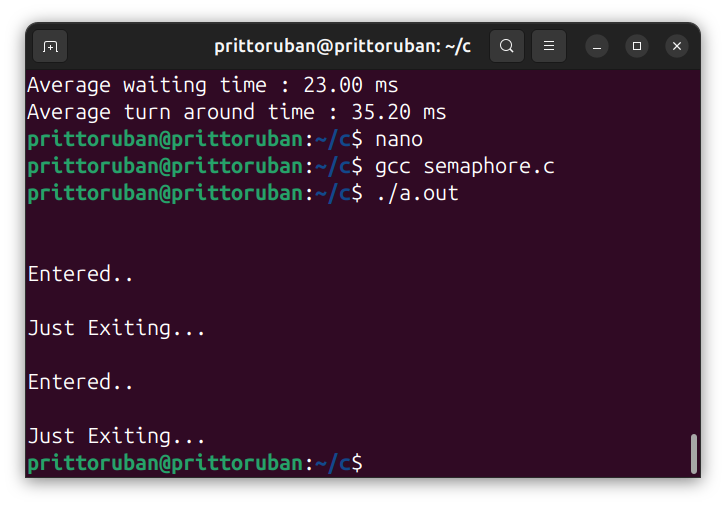 prittoruban@prittoruban: ~/c
Average waiting time : 23.00 ms
Average turn around time : 35.20 ms
prittoruban@prittoruban:~/c$ nano
prittoruban@prittoruban:~/c$ gcc semaphore.c
prittoruban@prittoruban:~/c$ ./a.out
Entered..
Just Exiting...
Entered..
Just Exiting...
prittoruban@prittoruban:~/c$